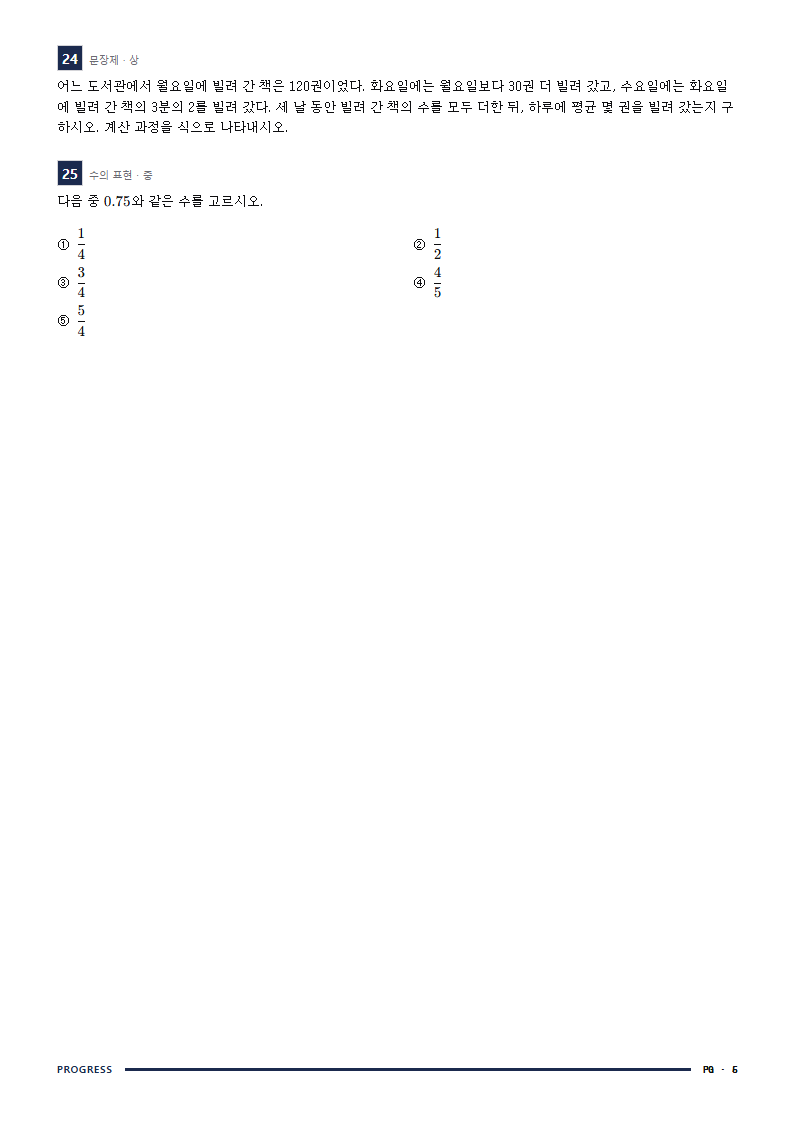 24 문장제 · 상
어느 도서관에서 월요일에 빌려 간 책은 120권이었다. 화요일에는 월요일보다 30권 더 빌려 갔고, 수요일에는 화요일
에 빌려 간 책의 3분의 2를 빌려 갔다. 세 날 동안 빌려 간 책의 수를 모두 더한 뒤, 하루에 평균 몇 권을 빌려 갔는지 구
하시오. 계산 과정을 식으로 나타내시오.
25 수의 표현 · 중
다음 중 0.75와 같은 수를 고르시오.
① 1/4 ② 1/2
③ 3/4 ④ 4/5
⑤ 5/4
PROGRESS